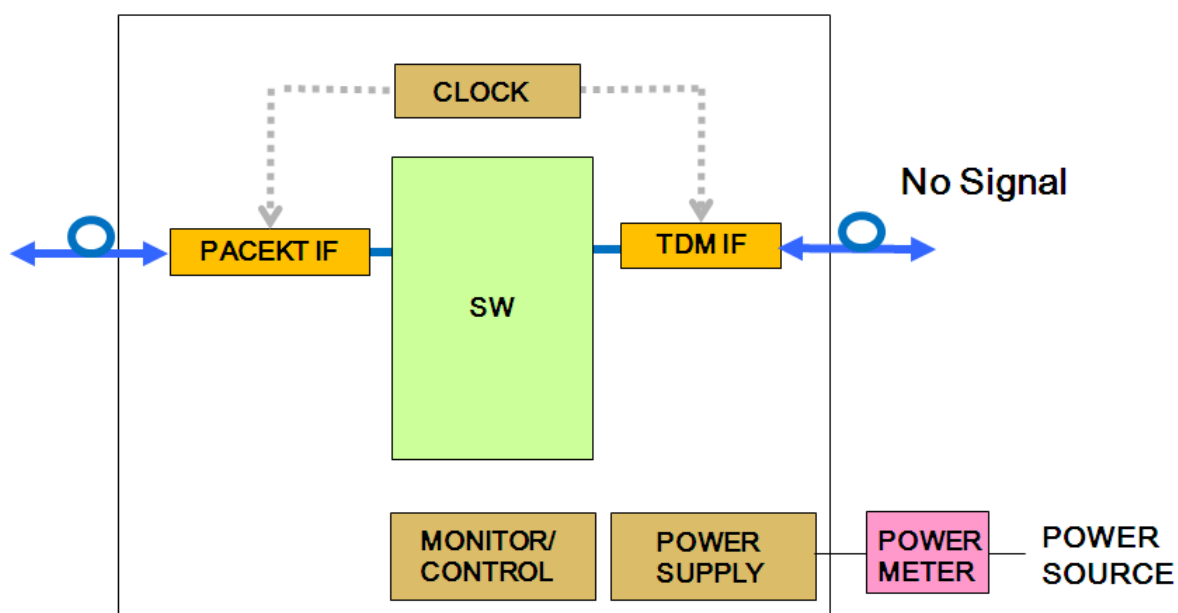 CLOCK
No Signal
PACEKT IF
TDM IF
SW
MONITOR/
CONTROL
POWER
SUPPLY
POWER
METER
POWER
SOURCE